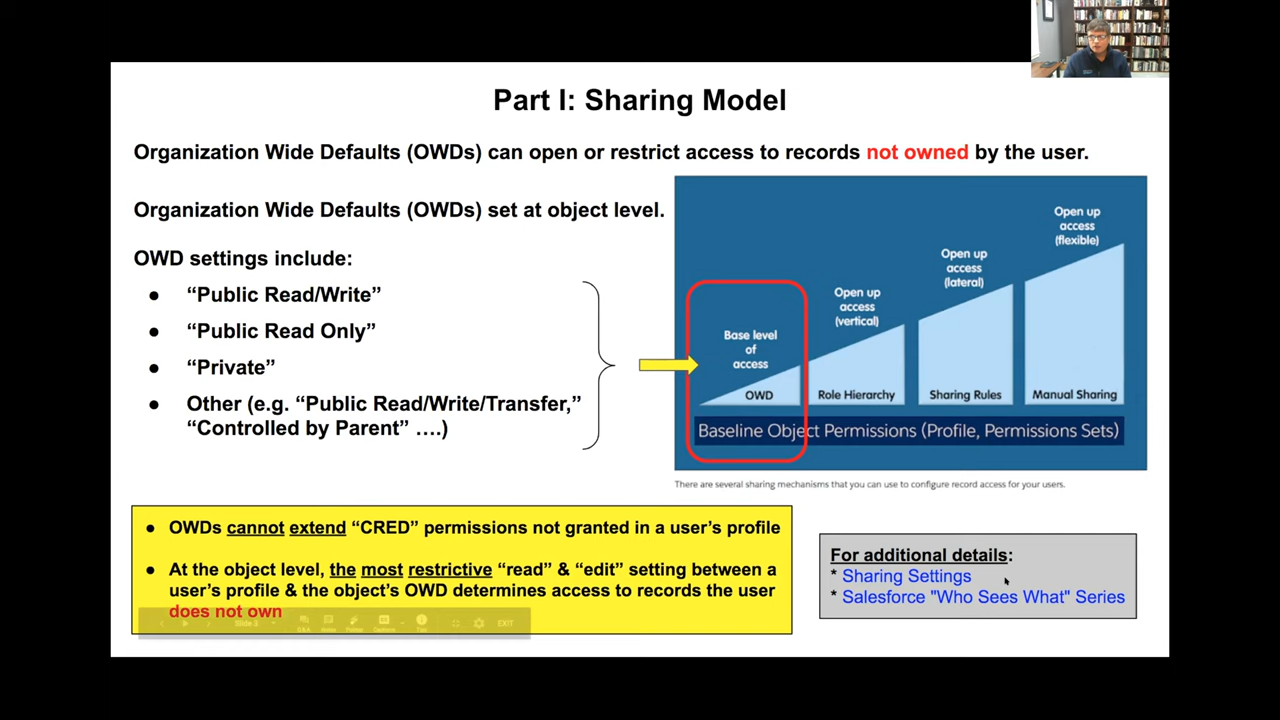 Part I: Sharing Model
Organization Wide Defaults (OWDs) can open or restrict access to records not owned by the user.
Organization Wide Defaults (OWDs) set at object level.
OWD settings include:
● “Public Read/Write”
● “Public Read Only”
● “Private”
● Other (e.g. “Public Read/Write/Transfer,”
“Controlled by Parent” ….)
Base level
of
access
OWD
Open up
access
(vertical)
Role Hierarchy
Open up
access
(lateral)
Sharing Rules
Open up
access
(flexible)
Manual Sharing
Baseline Object Permissions (Profile, Permissions Sets)
There are several sharing mechanisms that you can use to configure record access for your users.
● OWDs cannot extend “CRED” permissions not granted in a user’s profile
● At the object level, the most restrictive “read” & “edit” setting between a
user’s profile & the object’s OWD determines access to records the user
does not own
Slide 3
EXIT
For additional details:
* Sharing Settings
* Salesforce "Who Sees What" Series